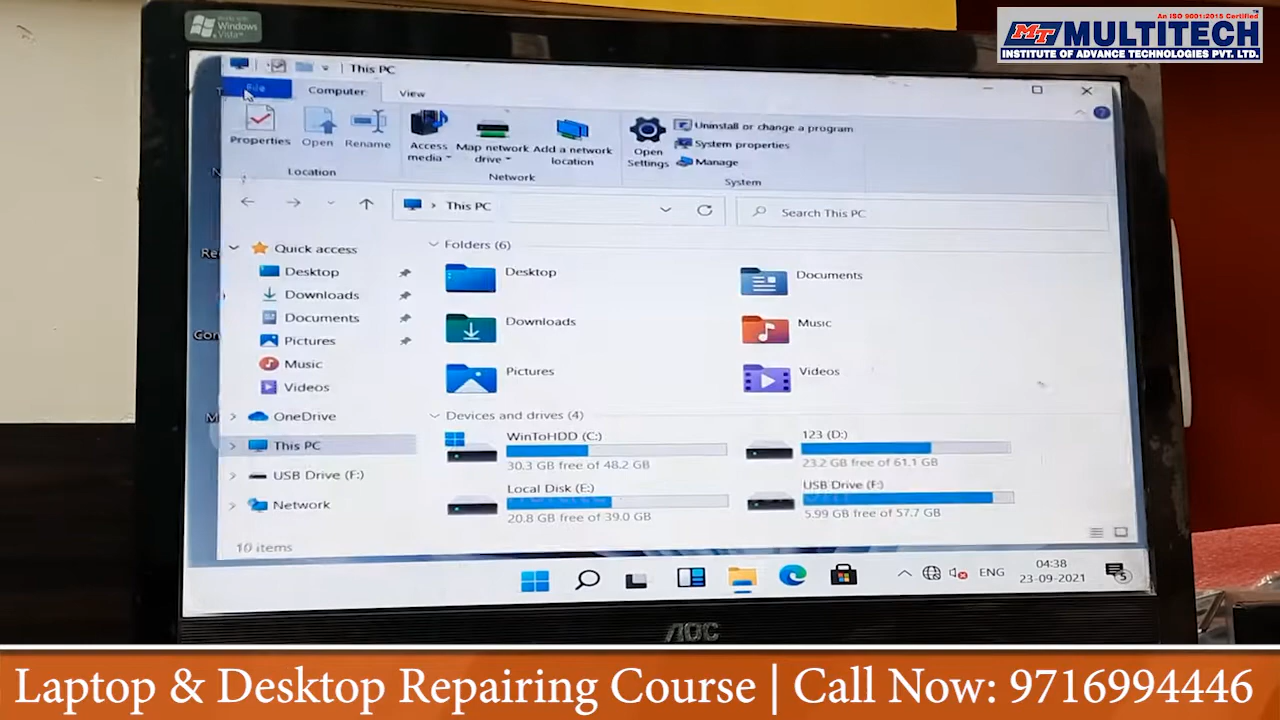 An ISO 9001:2015 Certified
MT MULTITECH
INSTITUTE OF ADVANCE TECHNOLOGIES PVT. LTD.
Windows Vista
This PC
File Computer View
Properties Open Rename
Access media
Map network drive
Add a network location
Open Settings
Uninstall or change a program
System properties
Manage
Location Network System
This PC
Search This PC
Quick access
Desktop
Downloads
Documents
Pictures
Music
Videos
OneDrive
This PC
USB Drive (F:)
Network
Folders (6)
Desktop
Documents
Downloads
Music
Pictures
Videos
Devices and drives (4)
WinToHDD (C:)
30.3 GB free of 48.2 GB
123 (D:)
23.2 GB free of 61.1 GB
Local Disk (E:)
20.8 GB free of 39.0 GB
USB Drive (F:)
5.99 GB free of 57.7 GB
10 items
ENG
04:38
23-09-2021
5
AOC
Laptop & Desktop Repairing Course | Call Now: 9716994446